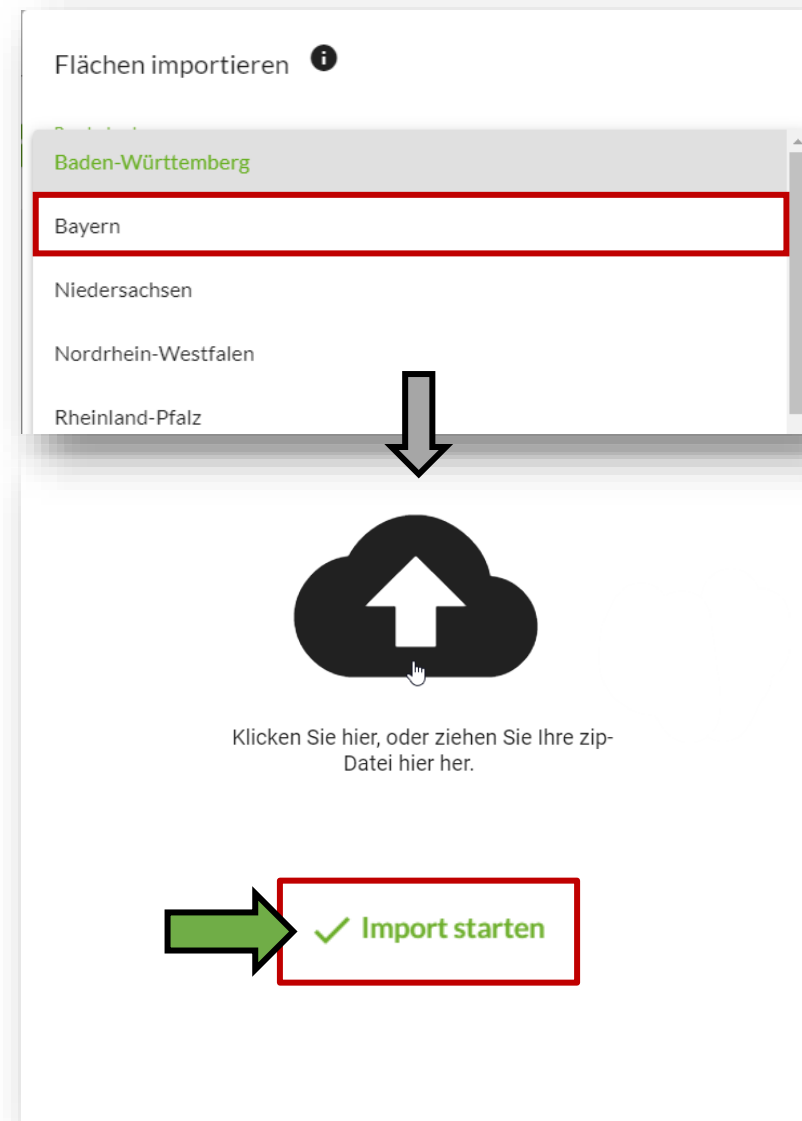 Flächen importieren
Baden-Württemberg
Bayern
Niedersachsen
Nordrhein-Westfalen
Rheinland-Pfalz
Klicken Sie hier, oder ziehen Sie Ihre zip-
Datei hier her.
Import starten